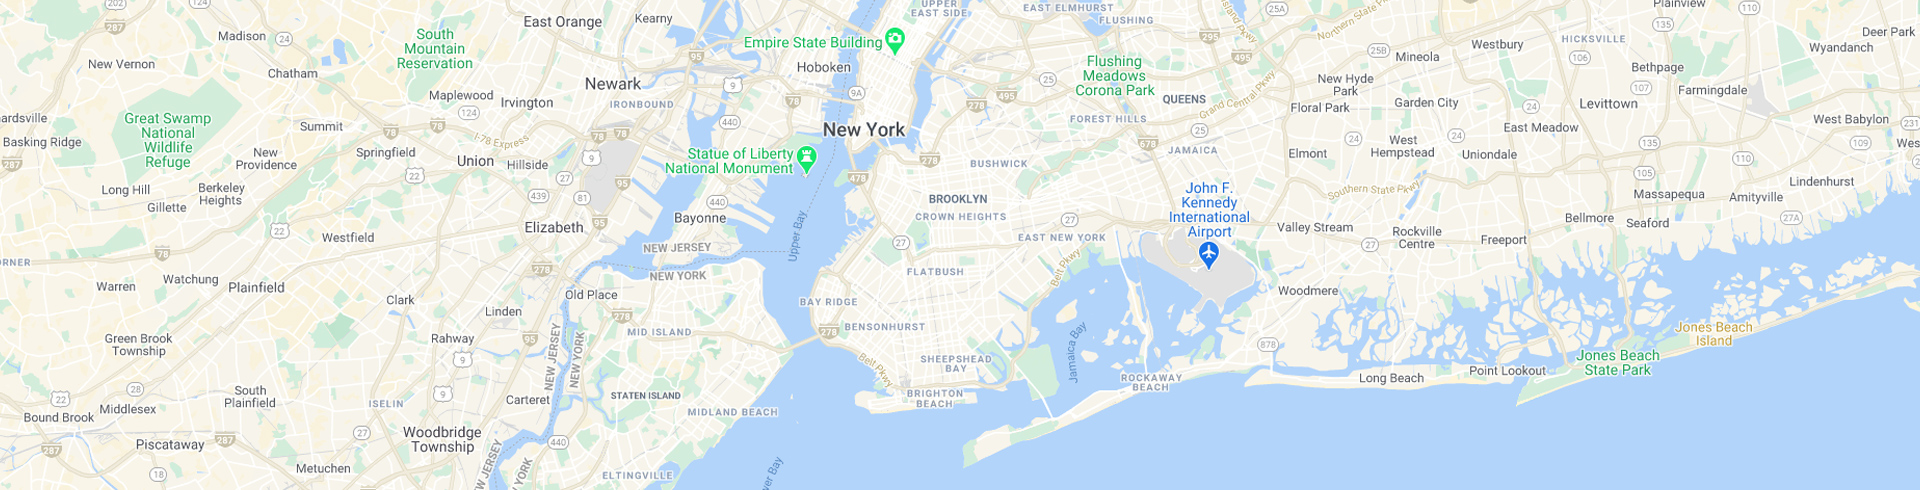 UPPER
EAST SIDE
EAST ELMHURST
FLUSHING
Plainview
East Orange
Kearny
Madison
South
Mountain
Reservation
Empire State Building
Hoboken
New Vernon
Chatham
Newark
Maplewood
Irvington
IRONBOUND
Flushing
Meadows
Corona Park
QUEENS
Grand Central Pkwy
Northern State Pkwy
HICKSVILLE
Deer Park
Wyandanch
Westbury
Mineola
New Hyde
Park
Floral Park
Garden City
Bethpage
Farmingdale
Levittown
East Meadow
West Babylon
Great Swamp
National
Wildlife
Refuge
Basking Ridge
Summit
I-78 Express
New York
FOREST HILLS
JAMAICA
Elmont
West
Hempstead
Uniondale
New
Providence
Springfield
Union
Hillside
Statue of Liberty
National Monument
BUSHWICK
Southern State Pkwy
Massapequa
Amityville
Lindenhurst
Long Hill
Gillette
Berkeley
Heights
Elizabeth
Bayonne
BROOKLYN
CROWN HEIGHTS
EAST NEW YORK
John F.
Kennedy
International
Airport
Valley Stream
Rockville
Centre
Freeport
Bellmore
Seaford
Westfield
NEW JERSEY
NEW YORK
Upper Bay
FLATBUSH
Belt Pkwy
Watchung
Warren
Plainfield
Clark
Old Place
Linden
BAY RIDGE
BENSONHURST
Woodmere
Green Brook
Township
Rahway
MID ISLAND
NEW JERSEY
NEW YORK
Belt Pkwy
SHEEPSHEAD
BAY
Jamaica Bay
ROCKAWAY
BEACH
Long Beach
Point Lookout
Jones Beach
State Park
Jones Beach
Island
South
Plainfield
Middlesex
Bound Brook
ISELIN
Carteret
STATEN ISLAND
MIDLAND BEACH
BRIGHTON
BEACH
Piscataway
Woodbridge
Township
Metuchen
ELTINGVILLE